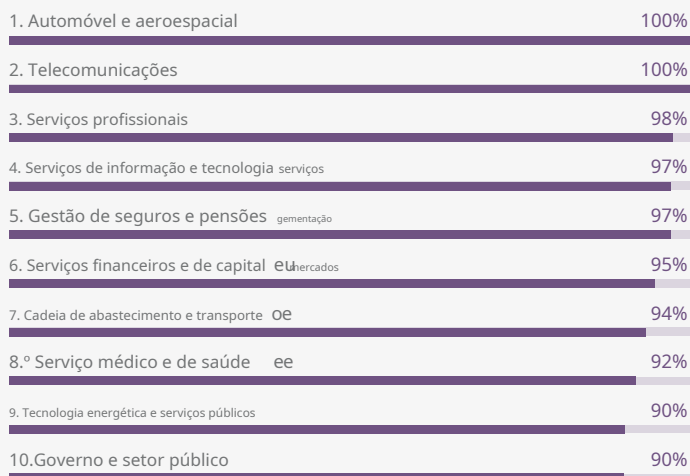 1. Automóvel e aeroespacial 100%
2. Telecomunicações 100%
3. Serviços profissionais 98%
4. Serviços de informação e tecnologia serviços 97%
5. Gestão de seguros e pensões gementação 97%
6. Serviços financeiros e de capital eu mercados 95%
7. Cadeia de abastecimento e transporte oe 94%
8.º Serviço médico e de saúde ee 92%
9. Tecnologia energética e serviços públicos 90%
10.Governo e setor público 90%